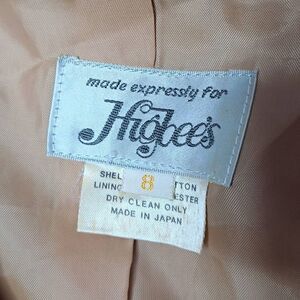 made expressly for
Higbee's
8
SHEL TTON
LINING ESTER
DRY CLEAN ONLY
MADE IN JAPAN